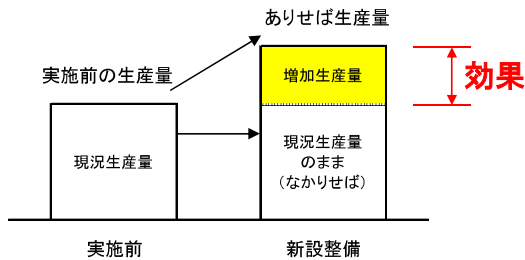 ありせば生産量
実施前の生産量
増加生産量
効果
現況生産量
現況生産量
のまま
（なかりせば）
実施前
新設整備